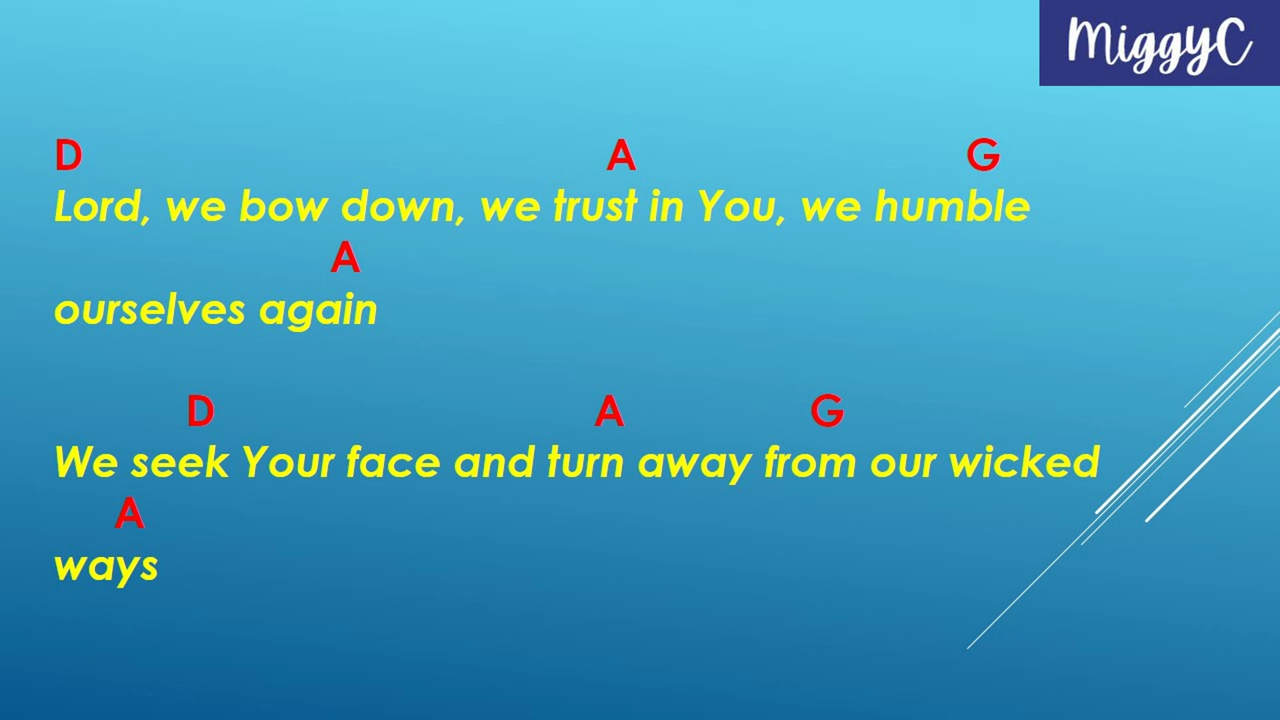 MiggyC
D A G
Lord, we bow down, we trust in You, we humble
A
ourselves again
D A G
We seek Your face and turn away from our wicked
A
ways